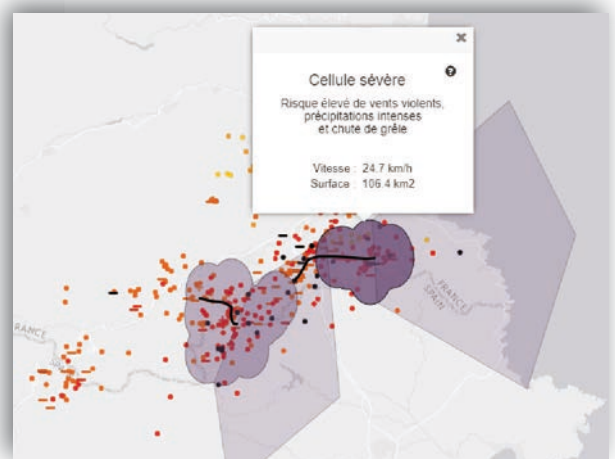 Cellule sévère
Risque élevé de vents violents,
précipitations intenses
et chute de grêle
Vitesse : 24.7 km/h
Surface : 106.4 km2
FRANCE
SPAIN
FRANCE